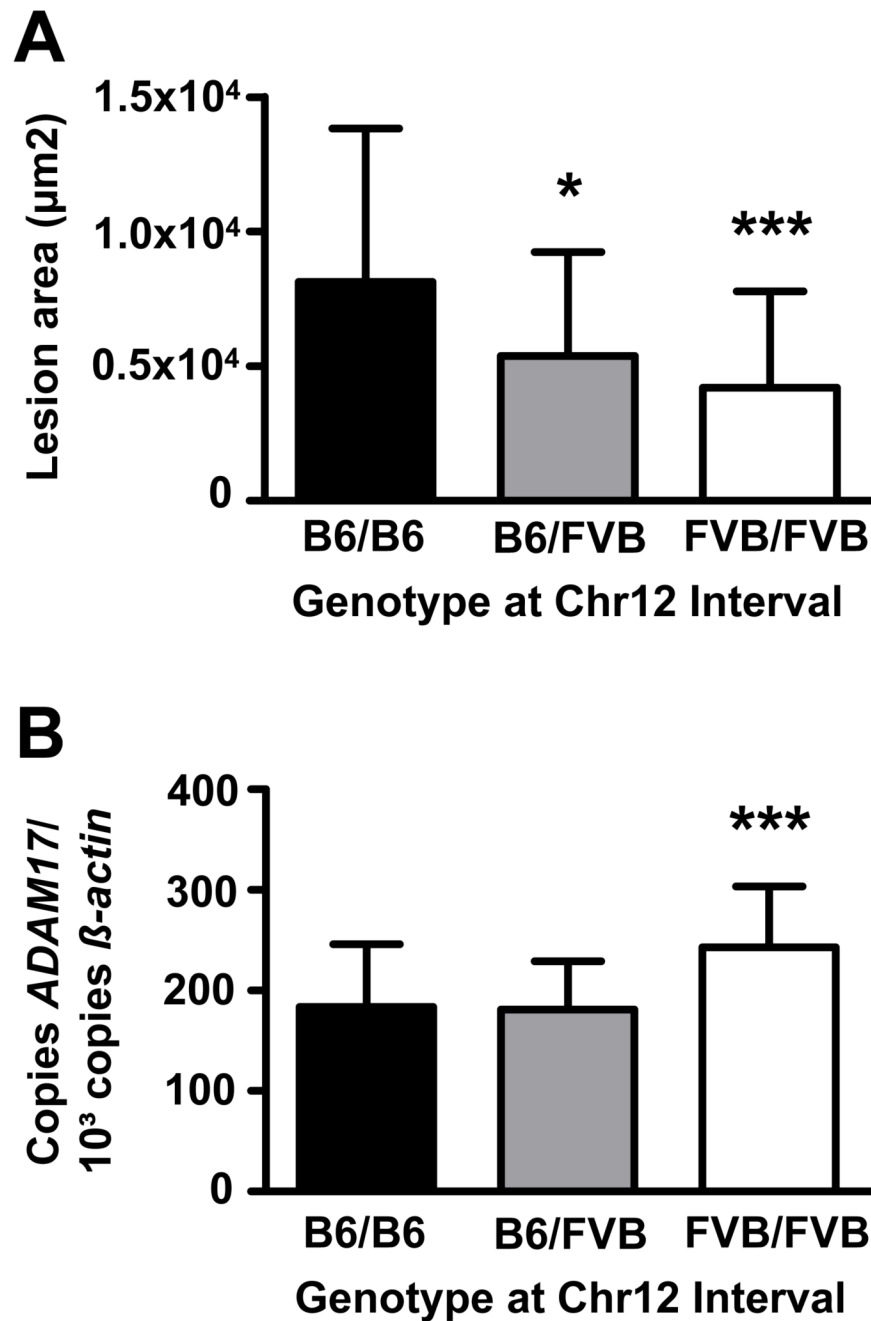 A
Lesion area (µm2)
1.5x10⁴
1.0x10⁴
0.5x10⁴
0
*
***
B6/B6
B6/FVB
FVB/FVB
Genotype at Chr12 Interval
B
Copies ADAM17/
10³ copies ß-actin
400
300
200
100
0
***
B6/B6
B6/FVB
FVB/FVB
Genotype at Chr12 Interval